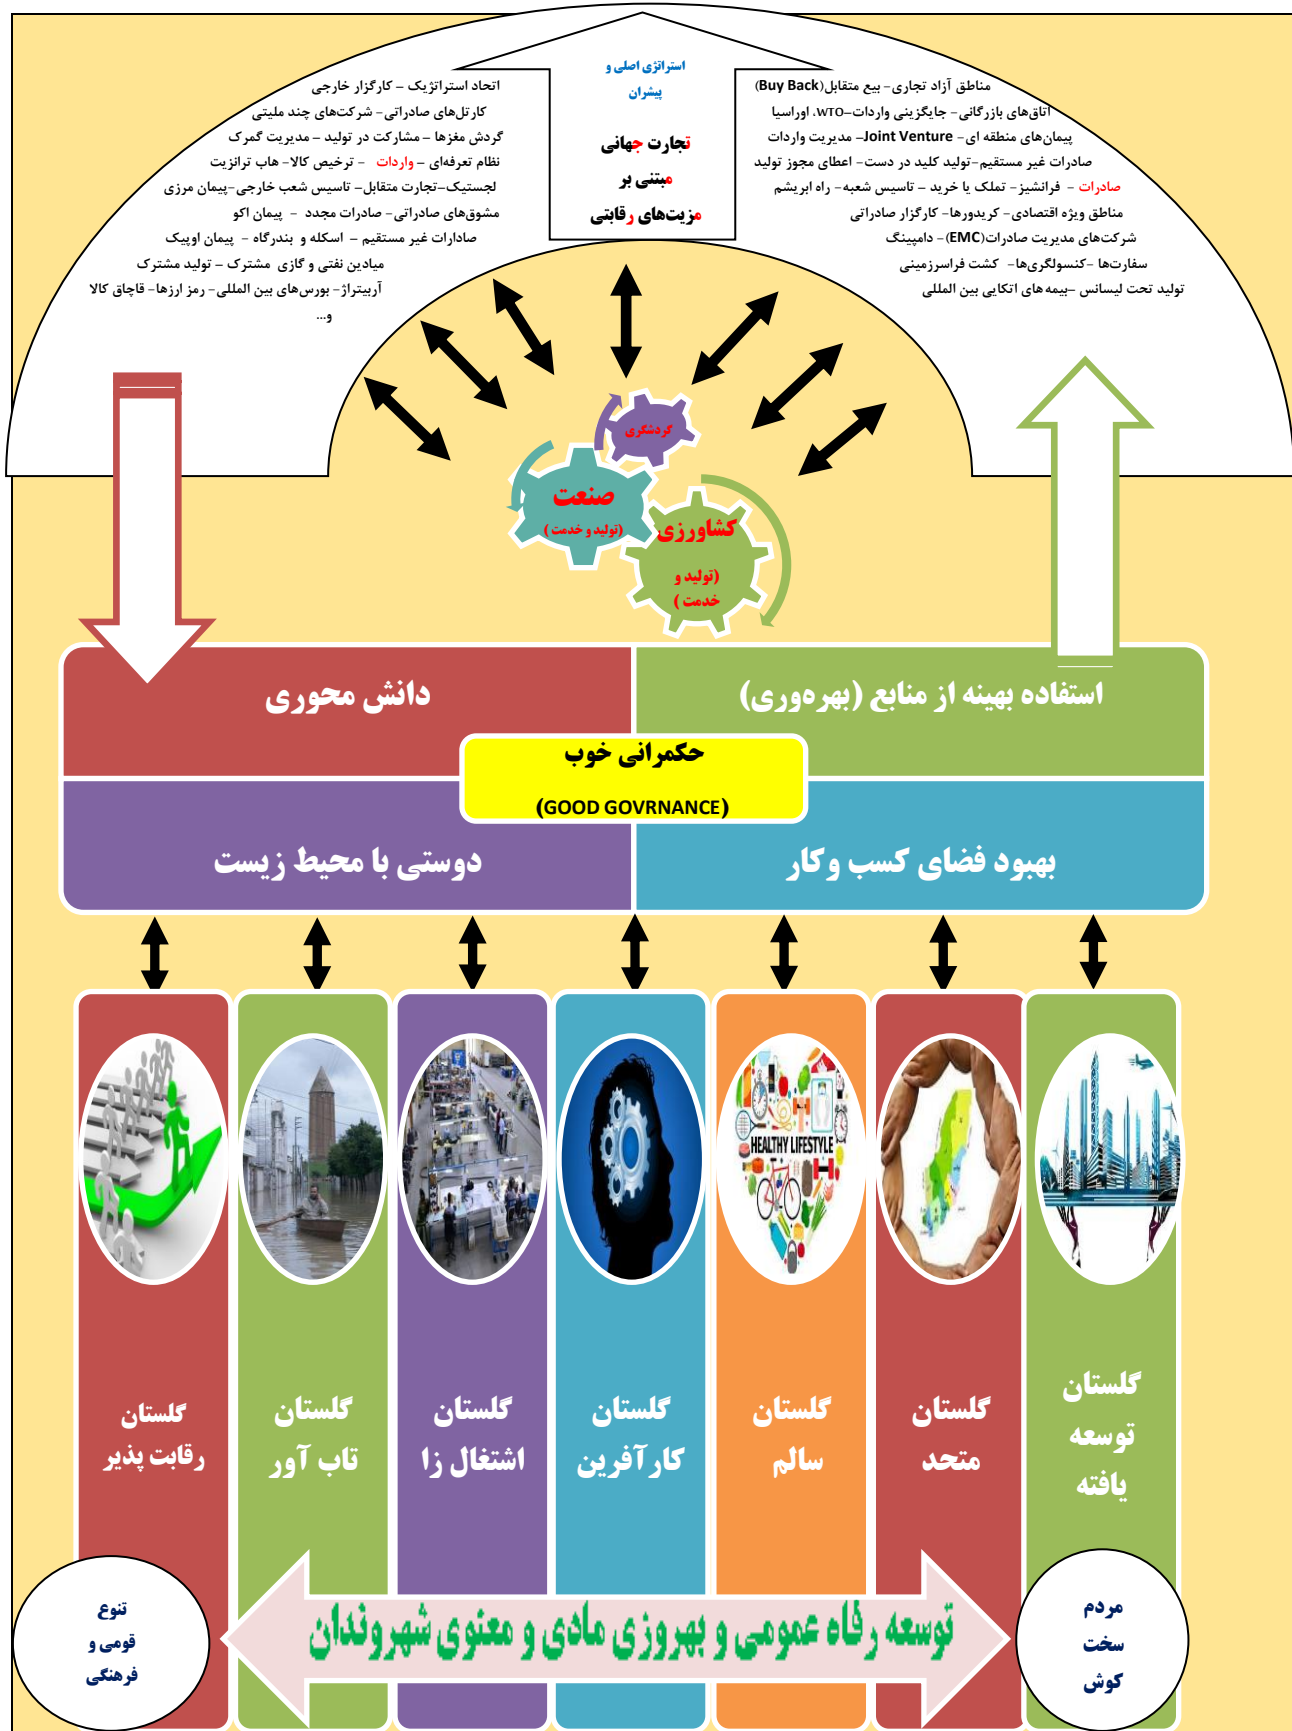 استراتژی اصلی و
پیشران
تجارت جهانی
مبتنی بر
مزیت‌های رقابتی
مناطق آزاد تجاری- بیع متقابل(Buy Back)
اتاق‌های بازرگانی- جایگزینی واردات–WTO، اوراسیا
پیمان‌های منطقه ای- Joint Venture– مدیریت واردات
صادرات غیر مستقیم-تولید کلید در دست- اعطای مجوز تولید
صادرات - فرانشیز- تملک یا خرید – تاسیس شعبه- راه ابریشم
مناطق ویژه اقتصادی- کریدورها- کارگزار صادراتی
شرکت‌های مدیریت صادرات(EMC)- دامپینگ
سفارت‌ها -کنسولگری‌ها- کشت فراسرزمینی
تولید تحت لیسانس –بیمه‌های اتکایی بین المللی
اتحاد استراتژیک – کارگزار خارجی
کارتل‌های صادراتی- شرکت‌های چند ملیتی
گردش مغزها – مشارکت در تولید – مدیریت گمرک
نظام تعرفه‌ای – واردات - ترخیص کالا- هاب ترانزیت
لجستیک–تجارت متقابل– تاسیس شعب خارجی-پیمان مرزی
مشوق‌های صادراتی- صادرات مجدد - پیمان اکو
صادارات غیر مستقیم - اسکله و بندرگاه - پیمان اوپیک
میادین نفتی و گازی مشترک – تولید مشترک
آربیتراژ- بورس‌های بین المللی- رمز ارزها- قاچاق کالا
و...
گردشگری
صنعت
(تولید و خدمت )
کشاورزی
(تولید و
خدمت )
استفاده بهینه از منابع (بهره‌وری)
دانش محوری
حکمرانی خوب
(GOOD GOVRNANCE)
بهبود فضای کسب وکار
دوستی با محیط زیست
HEALTHY LIFESTYLE
گلستان
توسعه
یافته
گلستان
متحد
گلستان
سالم
گلستان
کارآفرین
گلستان
اشتغال زا
گلستان
تاب آور
گلستان
رقابت پذیر
مردم
سخت
کوش
توسعه رفاه عمومی و بهروزی مادی و معنوی شهروندان
تنوع
قومی و
فرهنگی